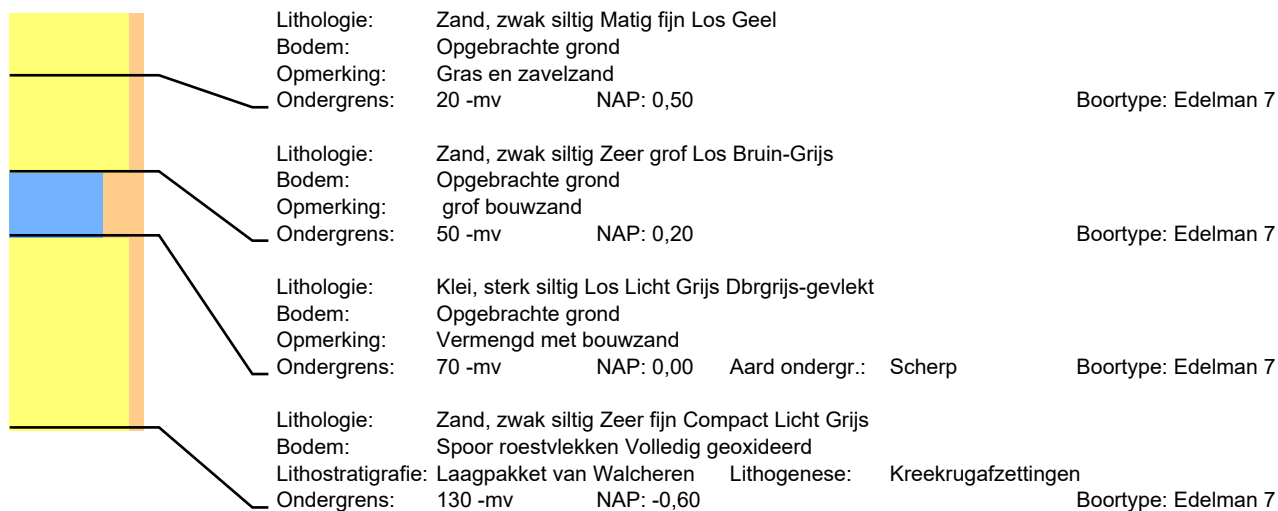 Lithologie: Zand, zwak siltig Matig fijn Los Geel
Bodem: Opgebrachte grond
Opmerking: Gras en zavelzand
Ondergrens: 20 -mv NAP: 0,50 Boortype: Edelman 7
Lithologie: Zand, zwak siltig Zeer grof Los Bruin-Grijs
Bodem: Opgebrachte grond
Opmerking: grof bouwzand
Ondergrens: 50 -mv NAP: 0,20 Boortype: Edelman 7
Lithologie: Klei, sterk siltig Los Licht Grijs Dbrgrijs-gevlekt
Bodem: Opgebrachte grond
Opmerking: Vermengd met bouwzand
Ondergrens: 70 -mv NAP: 0,00 Aard ondergr.: Scherp Boortype: Edelman 7
Lithologie: Zand, zwak siltig Zeer fijn Compact Licht Grijs
Bodem: Spoor roestvlekken Volledig geoxideerd
Lithostratigrafie: Laagpakket van Walcheren Lithogenese: Kreekrugafzettingen
Ondergrens: 130 -mv NAP: -0,60 Boortype: Edelman 7